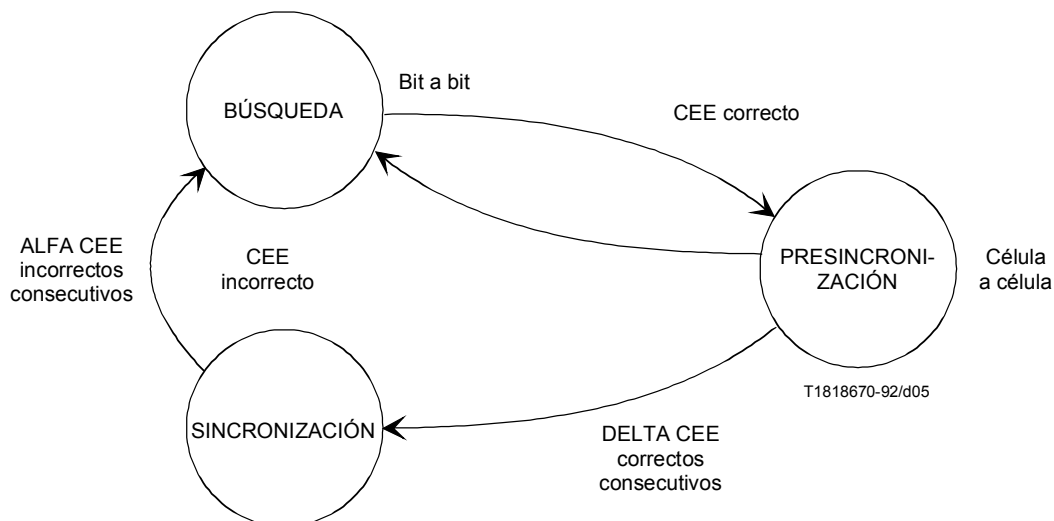 Bit a bit
BÚSQUEDA
CEE correcto
ALFA CEE
incorrectos
consecutivos
CEE
incorrecto
PRESINCRONI-
ZACIÓN
Célula
a célula
T1818670-92/d05
SINCRONIZACIÓN
DELTA CEE
correctos
consecutivos